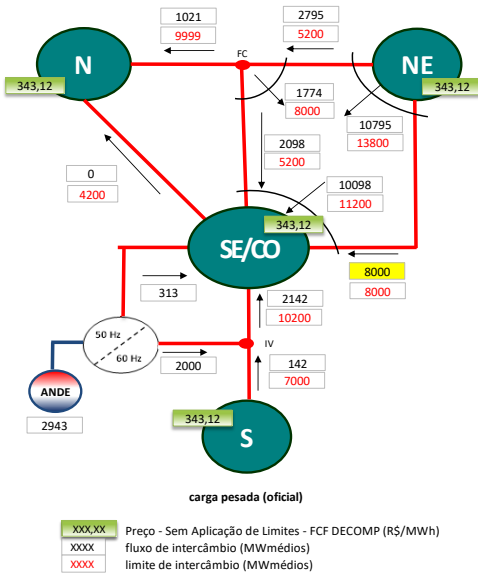 1021
9999
2795
5200
N
FC
NE
343,12
343,12
1774
8000
10795
13800
2098
5200
0
4200
10098
11200
343,12
SE/CO
8000
8000
313
2142
10200
50 Hz
60 Hz
IV
2000
142
7000
ANDE
2943
343,12
S
carga pesada (oficial)
XXX,XX Preço - Sem Aplicação de Limites - FCF DECOMP (R$/MWh)
XXXX fluxo de intercâmbio (MWmédios)
XXXX limite de intercâmbio (MWmédios)